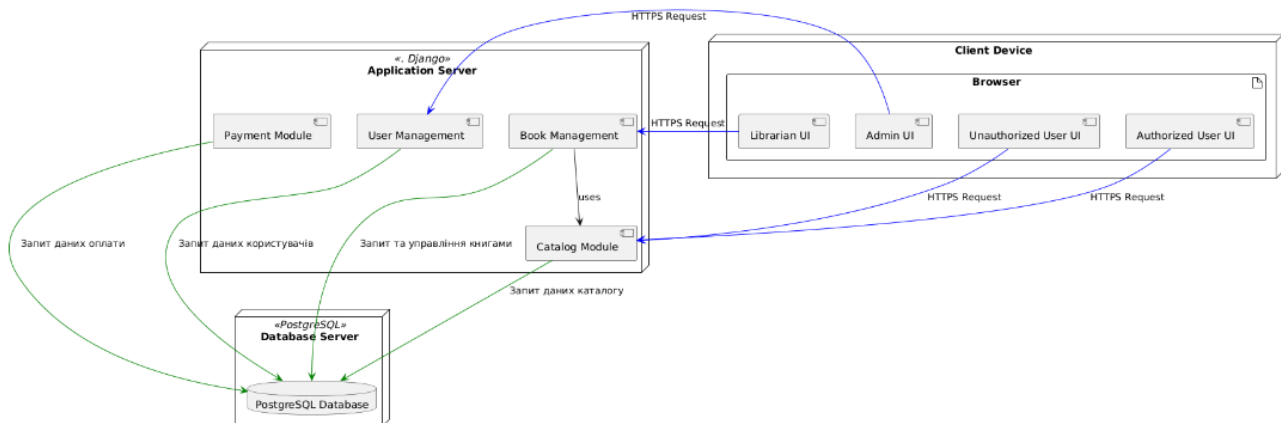 HTTPS Request
«. Django»
Application Server
Client Device
Browser
Payment Module
User Management
Book Management
HTTPS Request
Librarian UI
Admin UI
Unauthorized User UI
Authorized User UI
uses
HTTPS Request
HTTPS Request
Запит даних оплати
Запит даних користувачів
Запит та управління книгами
Catalog Module
Запит даних каталогу
«PostgreSQL»
Database Server
PostgreSQL Database